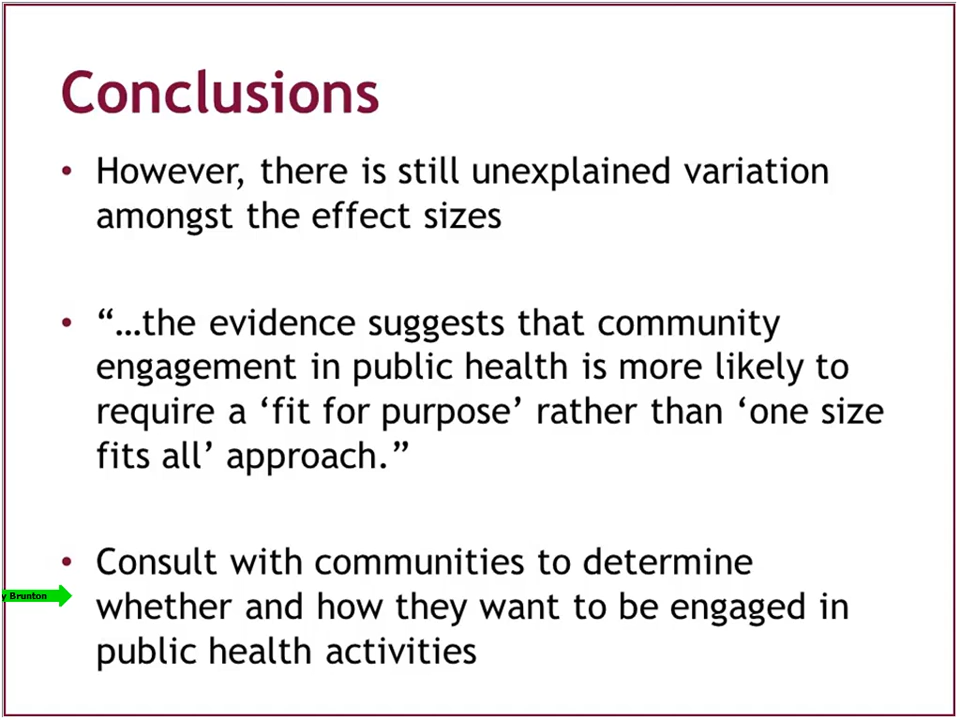 Conclusions
• However, there is still unexplained variation
amongst the effect sizes
• “…the evidence suggests that community
engagement in public health is more likely to
require a ‘fit for purpose’ rather than ‘one size
fits all’ approach.”
• Consult with communities to determine
y Brunton
whether and how they want to be engaged in
public health activities